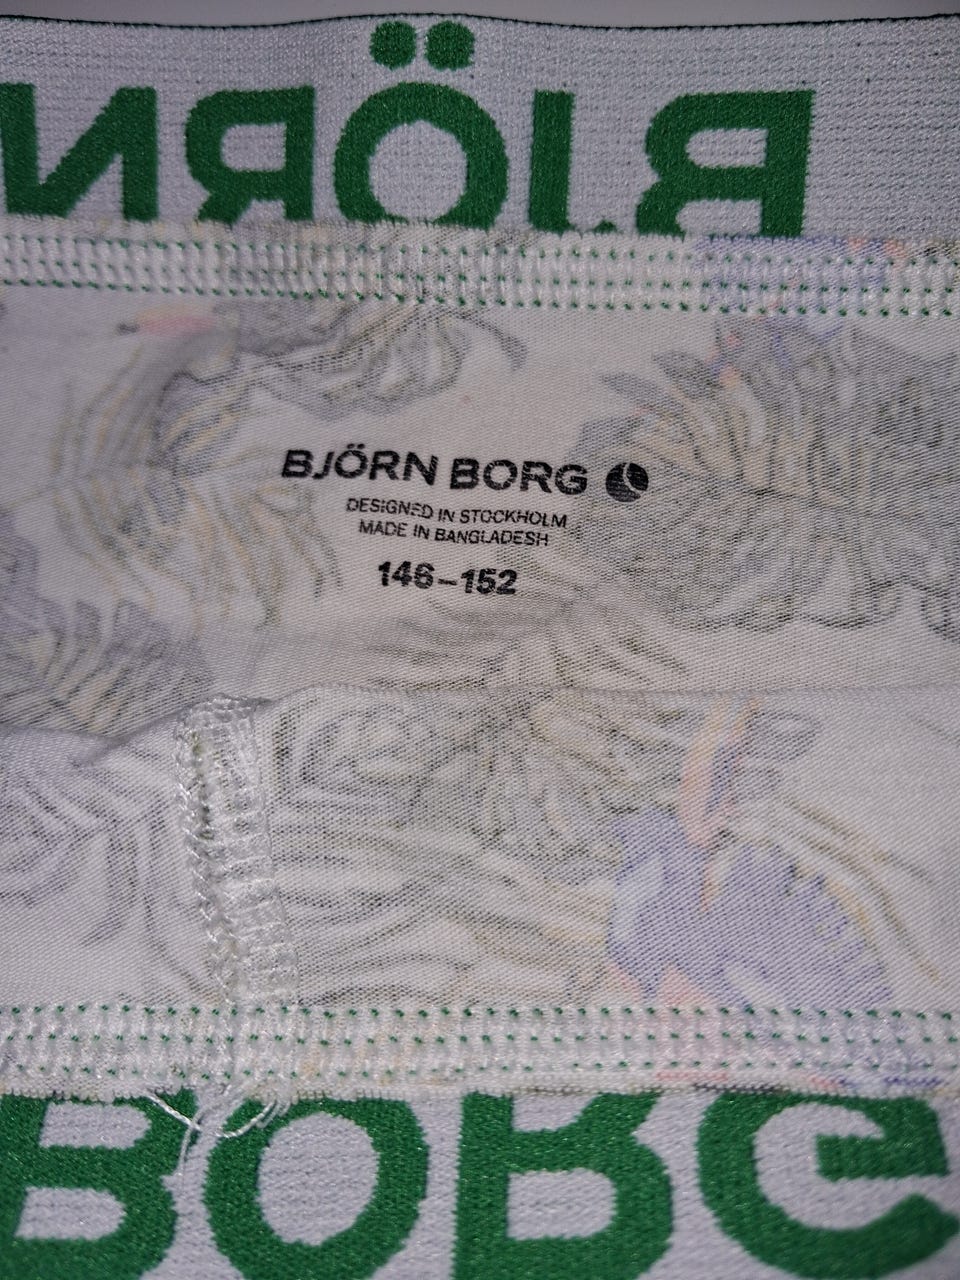 BJÖRN
BJÖRN BORG
DESIGNED IN STOCKHOLM
MADE IN BANGLADESH
146–152
BORG